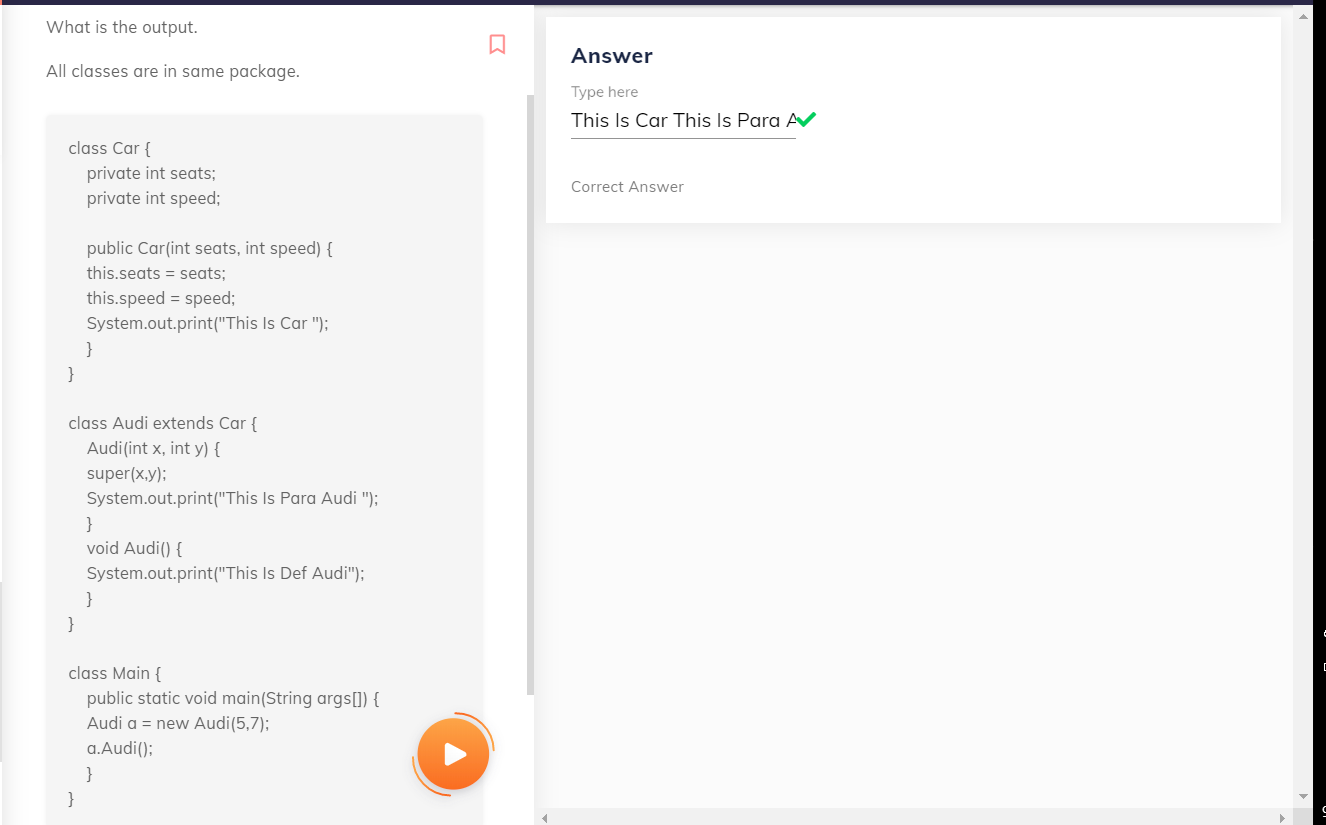 What is the output.
All classes are in same package.
class Car {
private int seats;
private int speed;
public Car(int seats, int speed) {
this.seats = seats;
this.speed = speed;
System.out.print("This Is Car ");
}
}
class Audi extends Car {
Audi(int x, int y) {
super(x,y);
System.out.print("This Is Para Audi ");
}
void Audi() {
System.out.print("This Is Def Audi");
}
}
class Main {
public static void main(String args[]) {
Audi a = new Audi(5,7);
a.Audi();
}
}
Answer
Type here
This Is Car This Is Para A
Correct Answer